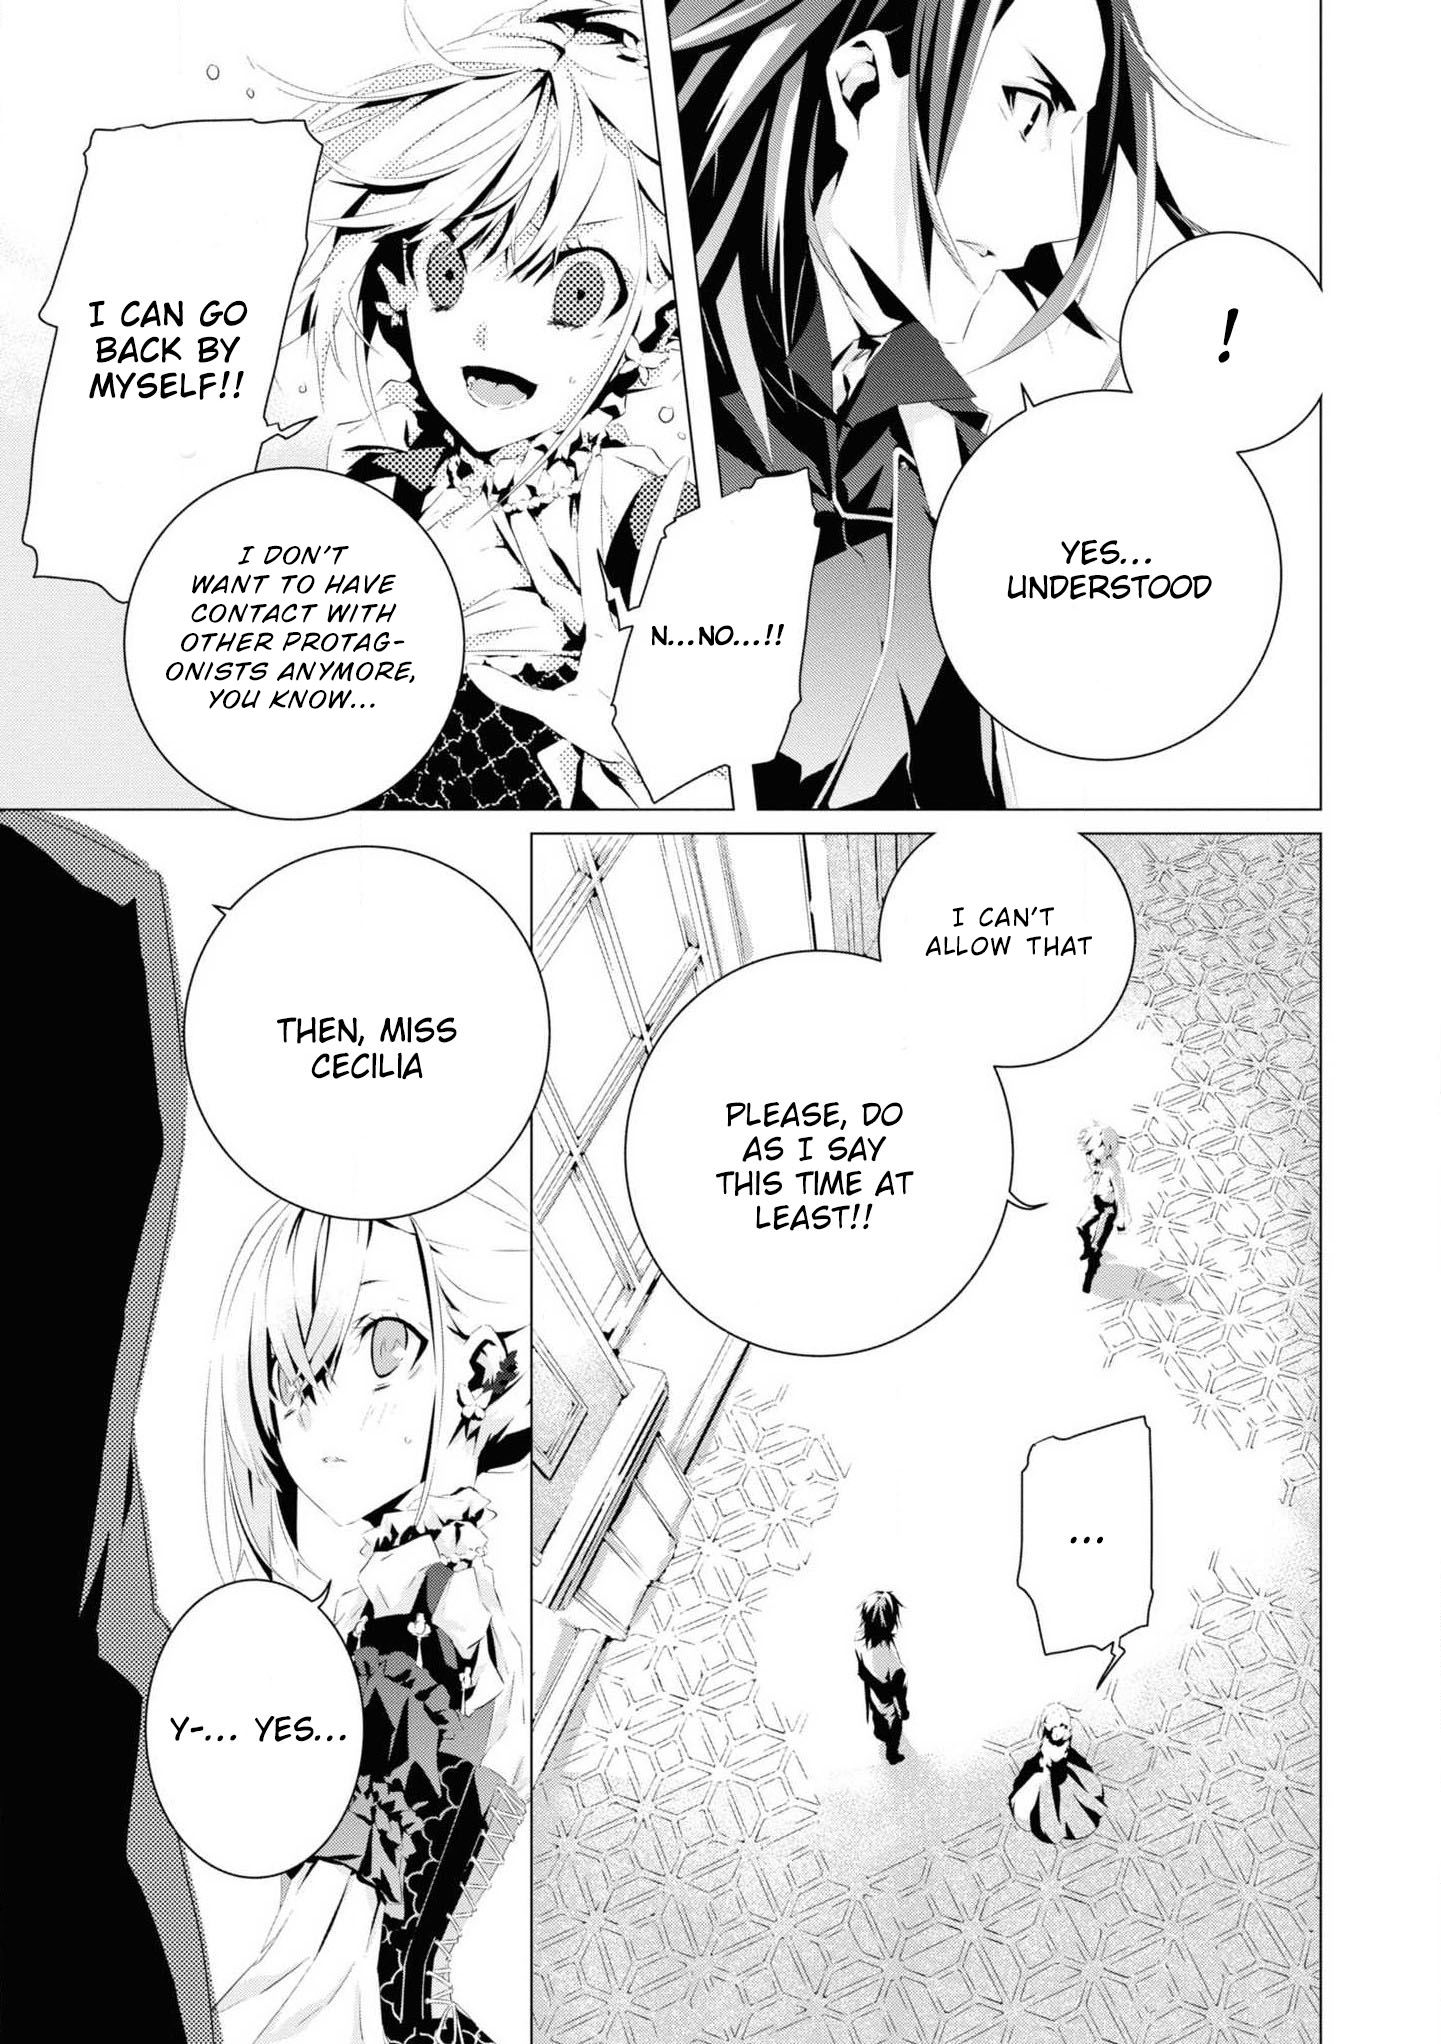 !
YES...
UNDERSTOOD
N...NO...!!
I CAN GO
BACK BY
MYSELF!!
I DON'T
WANT TO HAVE
CONTACT WITH
OTHER PROTAG-
ONISTS ANYMORE,
YOU KNOW...
I CAN'T
ALLOW THAT
PLEASE, DO
AS I SAY
THIS TIME AT
LEAST!!
...
THEN, MISS
CECILIA
Y-... YES...